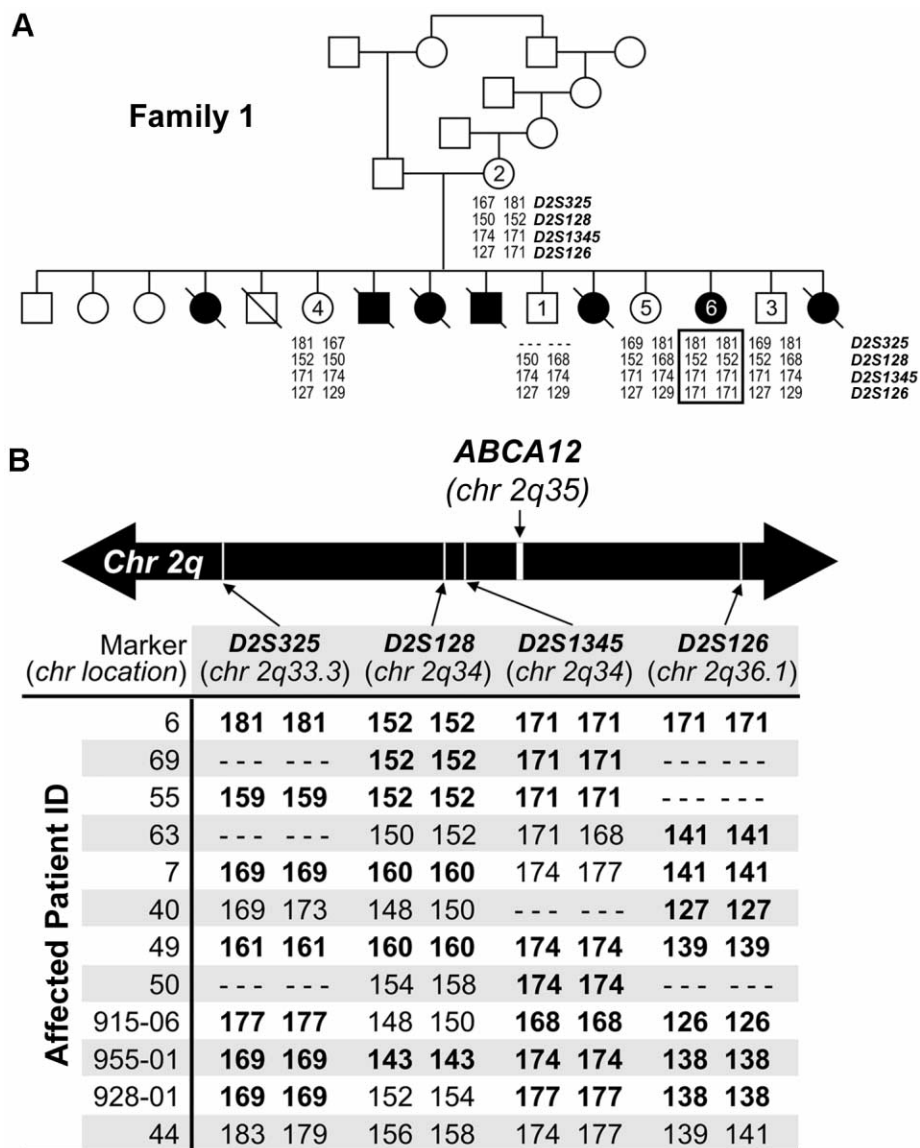 A
Family 1
2
167 181 D2S325
150 152 D2S128
174 171 D2S1345
127 171 D2S126
4 1 5 6 3
181 167 --- --- 169 181 181 181 169 181 D2S325
152 150 150 168 152 168 152 152 152 168 D2S128
171 174 174 174 171 174 171 171 171 174 D2S1345
127 129 127 129 127 129 171 171 127 129 D2S126
B
ABCA12
(chr 2q35)
Chr 2q
Marker D2S325 D2S128 D2S1345 D2S126
(chr location) (chr 2q33.3) (chr 2q34) (chr 2q34) (chr 2q36.1)
Affected Patient ID
6 181 181 152 152 171 171 171 171
69 --- --- 152 152 171 171 --- ---
55 159 159 152 152 171 171 --- ---
63 --- --- 150 152 171 168 141 141
7 169 169 160 160 174 177 141 141
40 169 173 148 150 --- --- 127 127
49 161 161 160 160 174 174 139 139
50 --- --- 154 158 174 174 --- ---
915-06 177 177 148 150 168 168 126 126
955-01 169 169 143 143 174 174 138 138
928-01 169 169 152 154 177 177 138 138
44 183 179 156 158 174 177 139 141